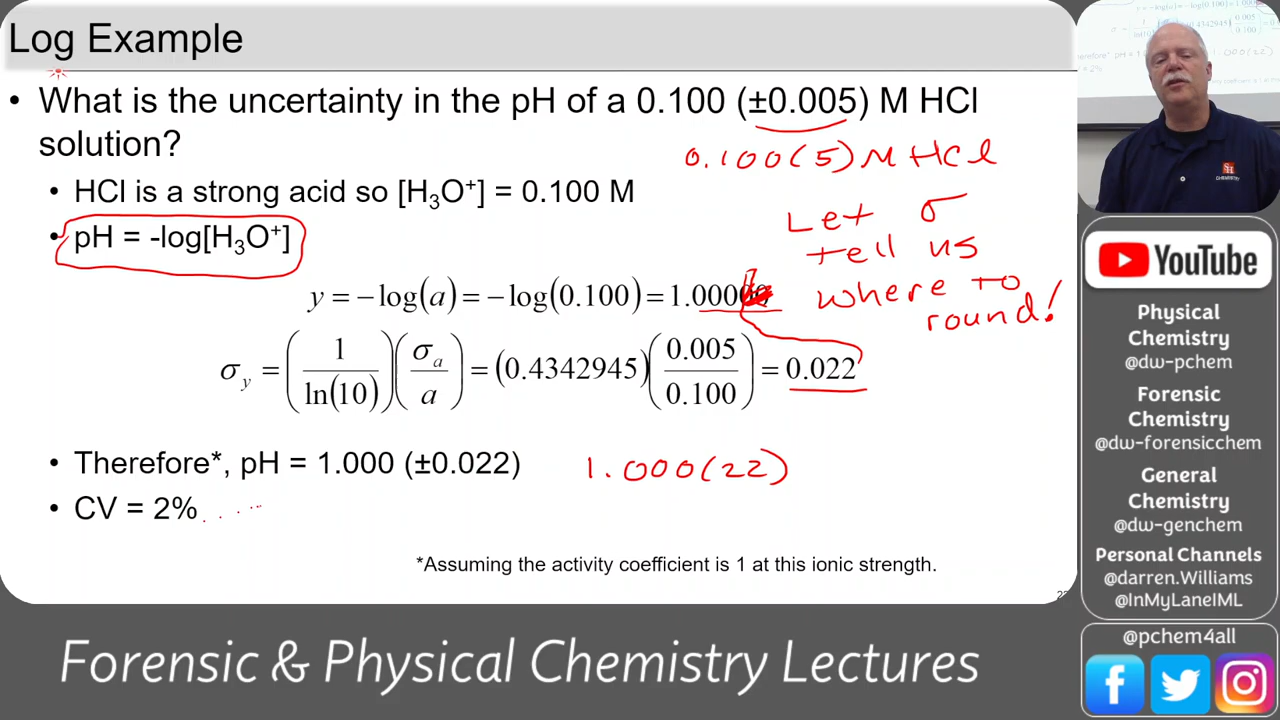 Log Example
• What is the uncertainty in the pH of a 0.100 (±0.005) M HCl
solution?
0.100(5) M HCl
• HCl is a strong acid so [H₃O⁺] = 0.100 M
Let σ
tell us
where to
round!
• pH = -log[H₃O⁺]
y = −log(a) = −log(0.100) = 1.000
σy = (1/ln(10))(σa/a) = (0.4342945)(0.005/0.100) = 0.022
• Therefore*, pH = 1.000 (±0.022)
1.000(22)
• CV = 2%
*Assuming the activity coefficient is 1 at this ionic strength.
Forensic & Physical Chemistry Lectures
CHEMISTRY
YouTube
Physical
Chemistry
@dw-pchem
Forensic
Chemistry
@dw-forensicchem
General
Chemistry
@dw-genchem
Personal Channels
@darren.Williams
@InMyLaneIML
@pchem4all